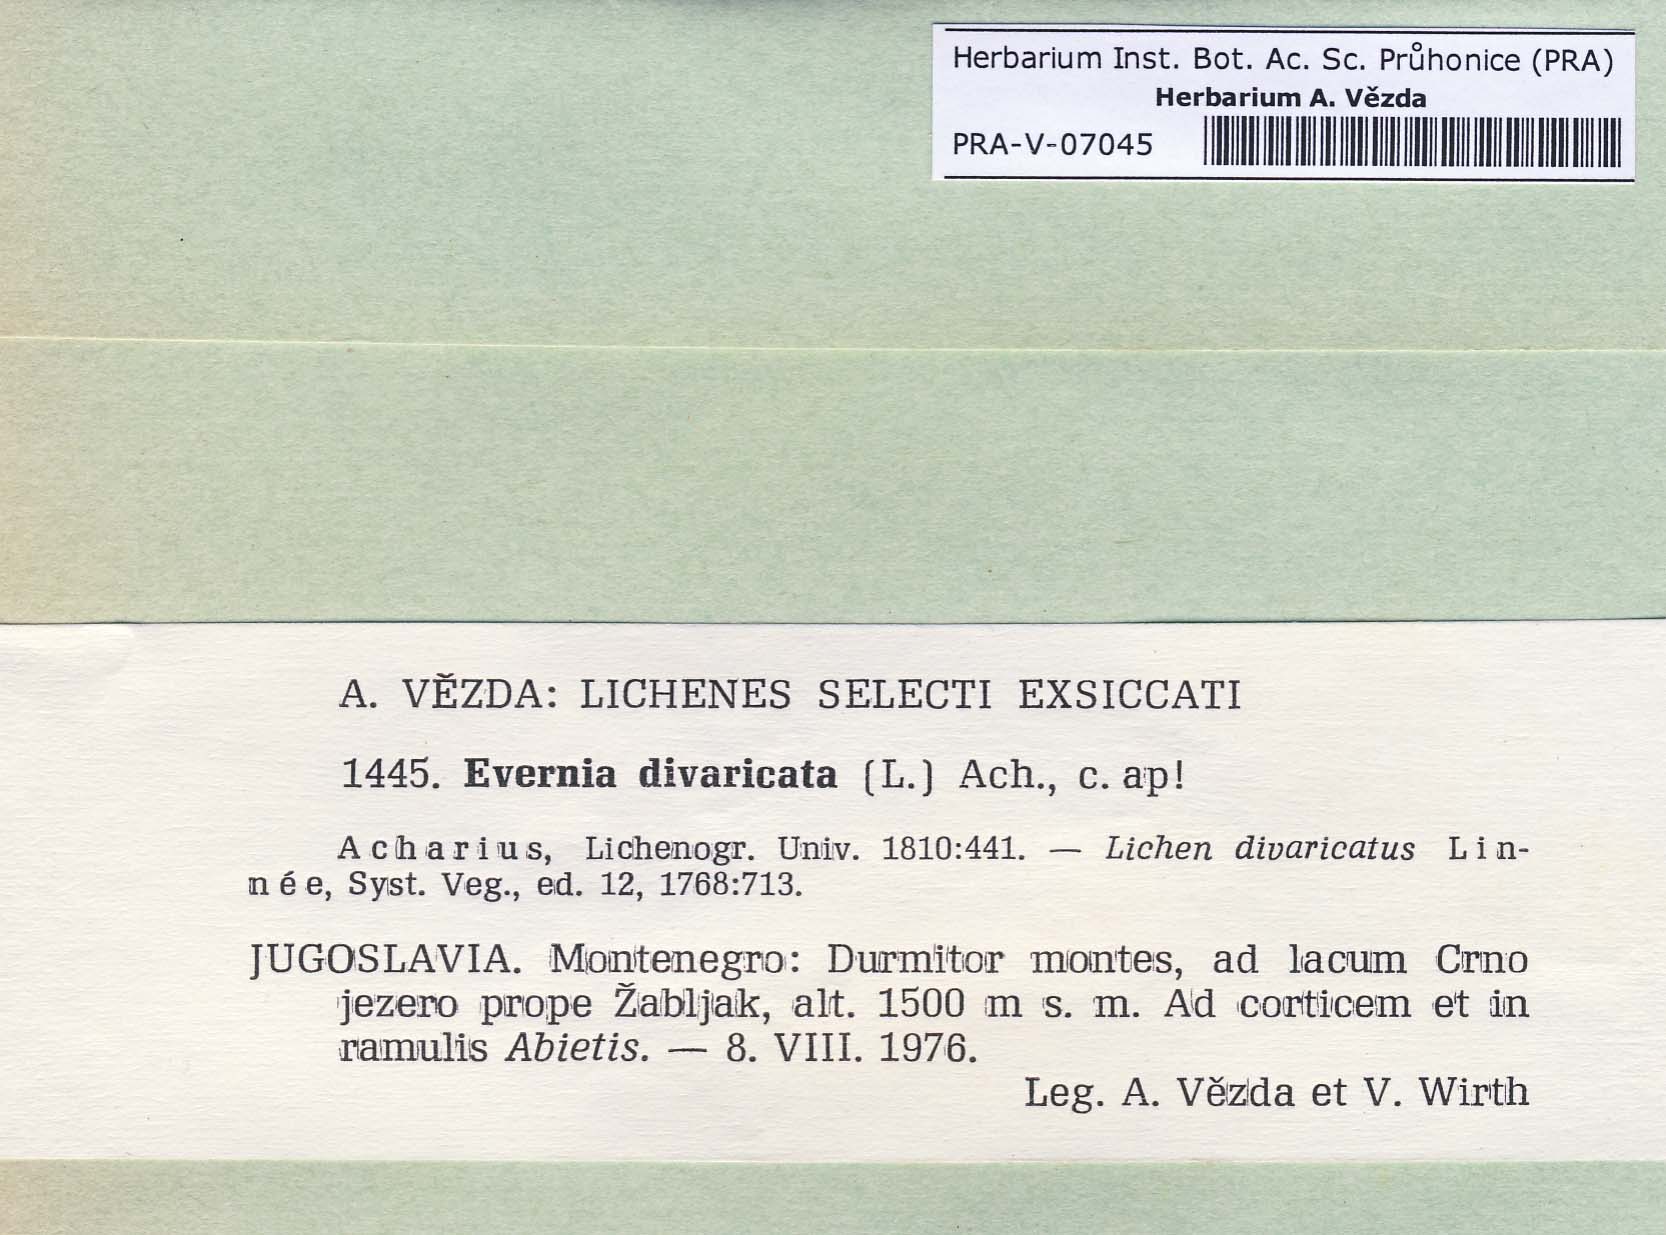 Herbarium Inst. Bot. Ac. Sc. Průhonice (PRA)
Herbarium A. Vězda
PRA-V-07045
A. VĚZDA: LICHENES SELECTI EXSICCATI
1445. Evernia divaricata (L.) Ach., c. ap!
Acharius, Lichenogr. Univ. 1810:441. — Lichen divaricatus Lin-
née, Syst. Veg., ed. 12, 1768:713.
JUGOSLAVIA. Montenegro: Durmitor montes, ad lacum Crno
jezero prope Žabljak, alt. 1500 m s. m. Ad corticem et in
ramulis Abietis. — 8. VIII. 1976.
Leg. A. Vězda et V. Wirth